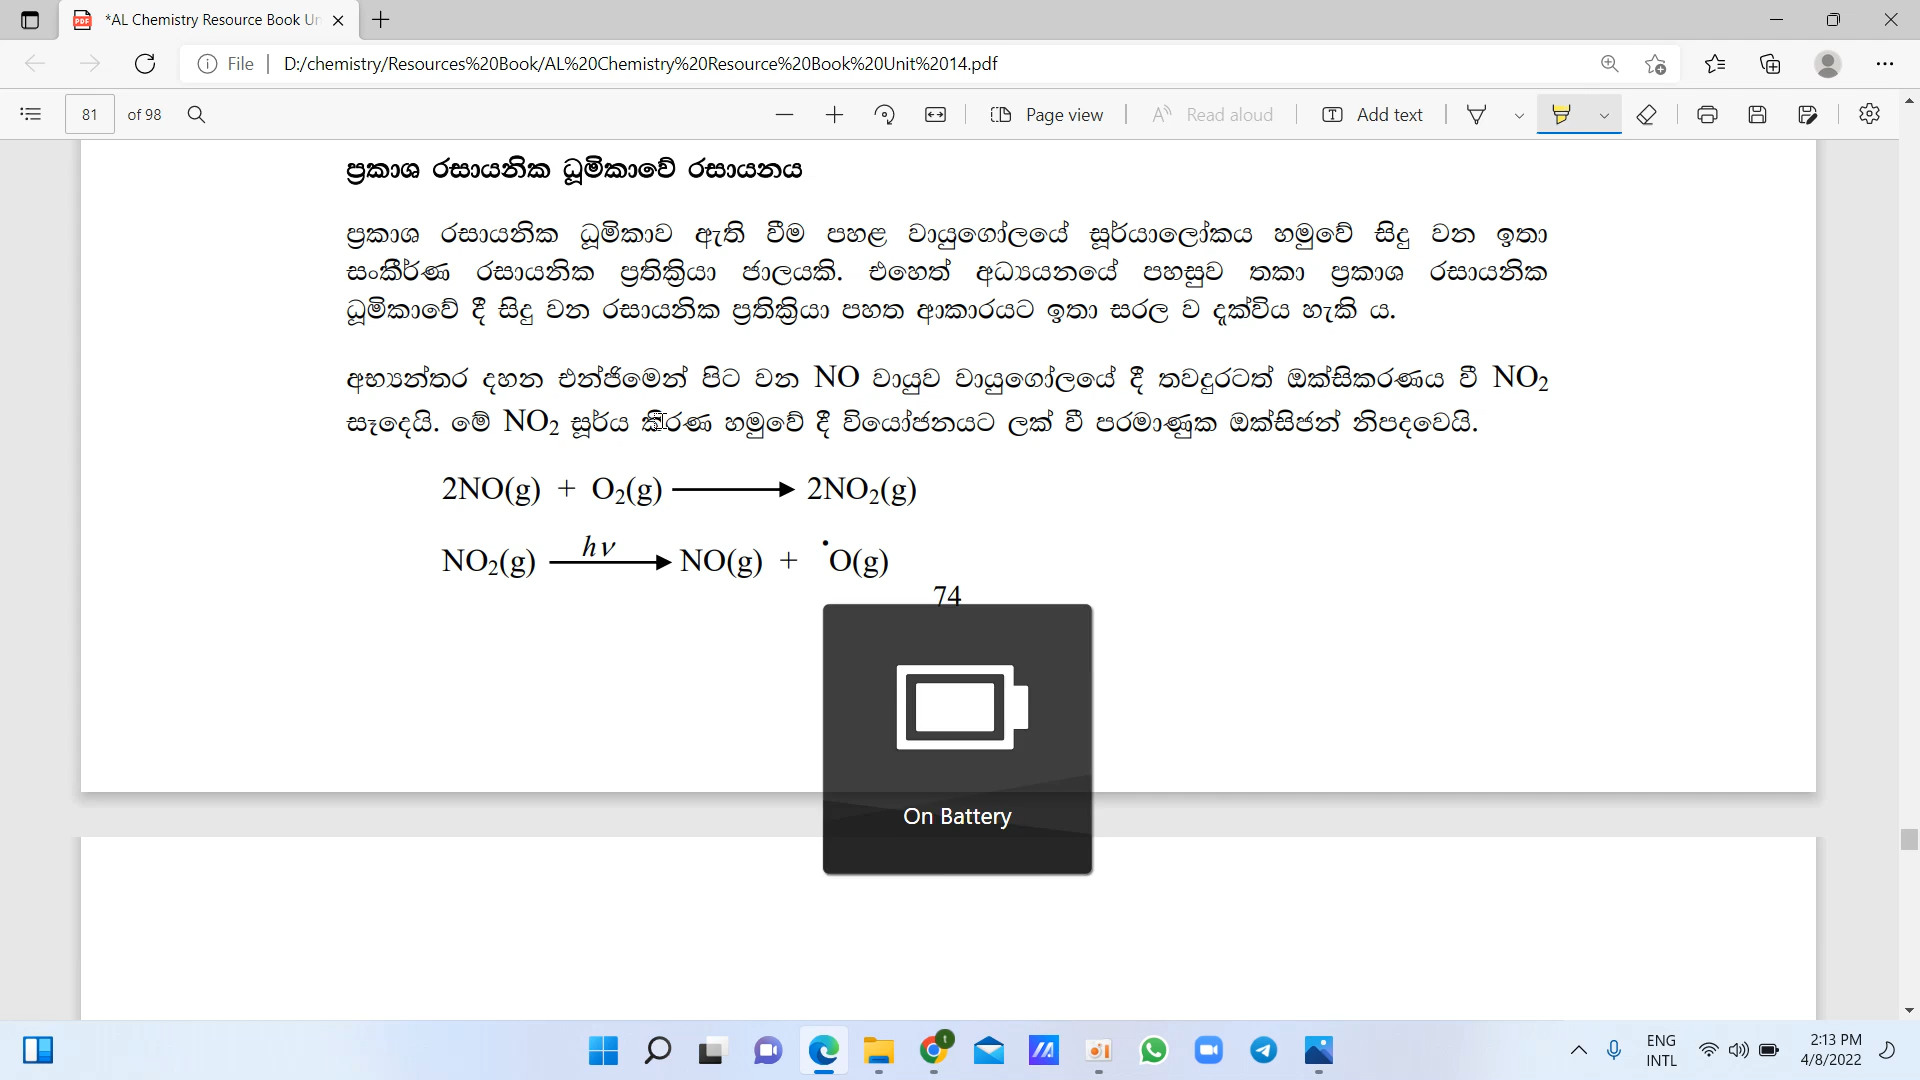 *AL Chemistry Resource Book Un
File
D:/chemistry/Resources%20Book/AL%20Chemistry%20Resource%20Book%20Unit%2014.pdf
81 of 98
Page view
Read aloud
Add text
ප්‍රකාශ රසායනික ධූමිකාවේ රසායනය
ප්‍රකාශ රසායනික ධූමිකාව ඇති වීම පහළ වායුගෝලයේ සූර්යාලෝකය හමුවේ සිදු වන ඉතා
සංකීර්ණ රසායනික ප්‍රතික්‍රියා ජාලයකි. එහෙත් අධ්‍යයනයේ පහසුව තකා ප්‍රකාශ රසායනික
ධූමිකාවේ දී සිදු වන රසායනික ප්‍රතික්‍රියා පහත ආකාරයට ඉතා සරල ව දැක්විය හැකි ය.
අභ්‍යන්තර දහන එන්ජිමෙන් පිට වන NO වායුව වායුගෝලයේ දී තවදුරටත් ඔක්සිකරණය වී NO₂
සෑදෙයි. මේ NO₂ සූර්ය කිරණ හමුවේ දී වියෝජනයට ලක් වී පරමාණුක ඔක්සිජන් නිපදවෙයි.
2NO(g) + O₂(g) ⟶ 2NO₂(g)
NO₂(g) hν ⟶ NO(g) + •O(g)
74
On Battery
t
ENG
INTL
2:13 PM
4/8/2022